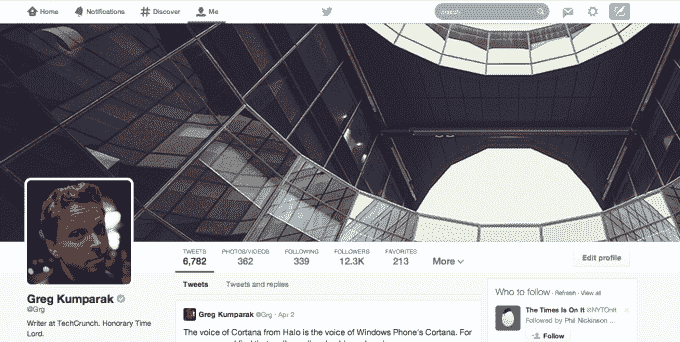 Home Notifications Discover Me
TWEETS PHOTOS/VIDEOS FOLLOWING FOLLOWERS FAVORITES
6,782 362 339 12.3K 213 More Edit profile
Tweets Tweets and replies
Greg Kumparak
@Grg
Writer at TechCrunch. Honorary Time
Lord.
Greg Kumparak @Grg · Apr 2
The voice of Cortana from Halo is the voice of Windows Phone's Cortana. For
Who to follow · Refresh · View all
The Times Is On It @NYTOnIt
Followed by Phil Nickinson ...
Follow